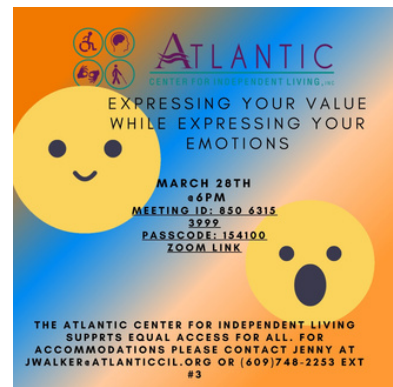 ATLANTIC
CENTER FOR INDEPENDENT LIVING, INC
EXPRESSING YOUR VALUE
WHILE EXPRESSING YOUR
EMOTIONS
MARCH 28TH
@6PM
MEETING ID: 850 6315
3999
PASSCODE: 154100
ZOOM LINK
THE ATLANTIC CENTER FOR INDEPENDENT LIVING
SUPPRTS EQUAL ACCESS FOR ALL. FOR
ACCOMMODATIONS PLEASE CONTACT JENNY AT
JWALKER@ATLANTICCIL.ORG OR (609)748-2253 EXT
#3